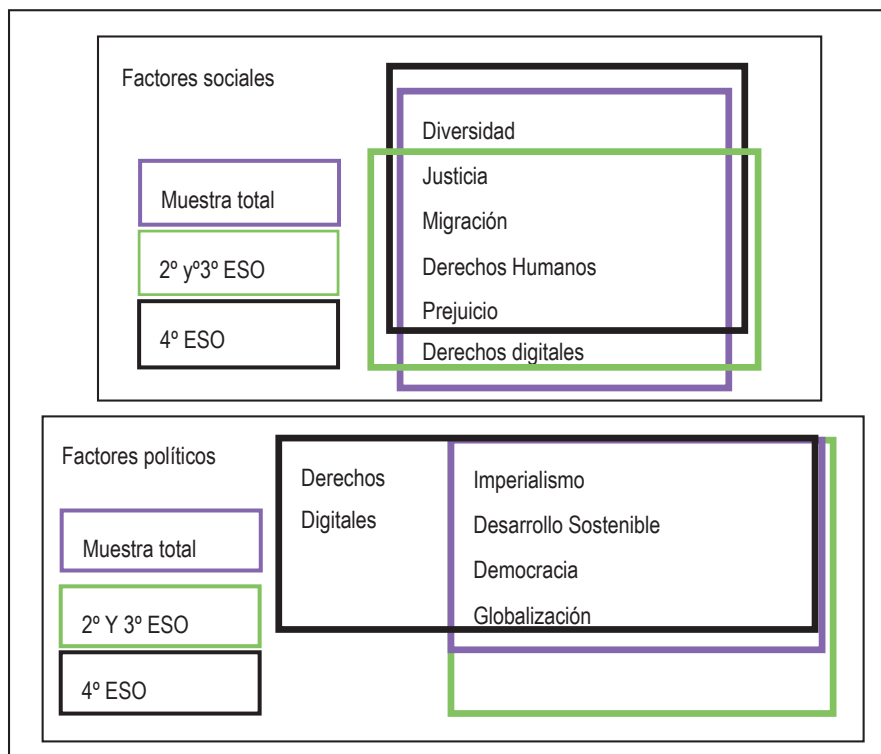 Factores sociales
Muestra total
2º yº3º ESO
4º ESO
Diversidad
Justicia
Migración
Derechos Humanos
Prejuicio
Derechos digitales
Factores políticos
Muestra total
2º Y 3º ESO
4º ESO
Derechos
Digitales
Imperialismo
Desarrollo Sostenible
Democracia
Globalización